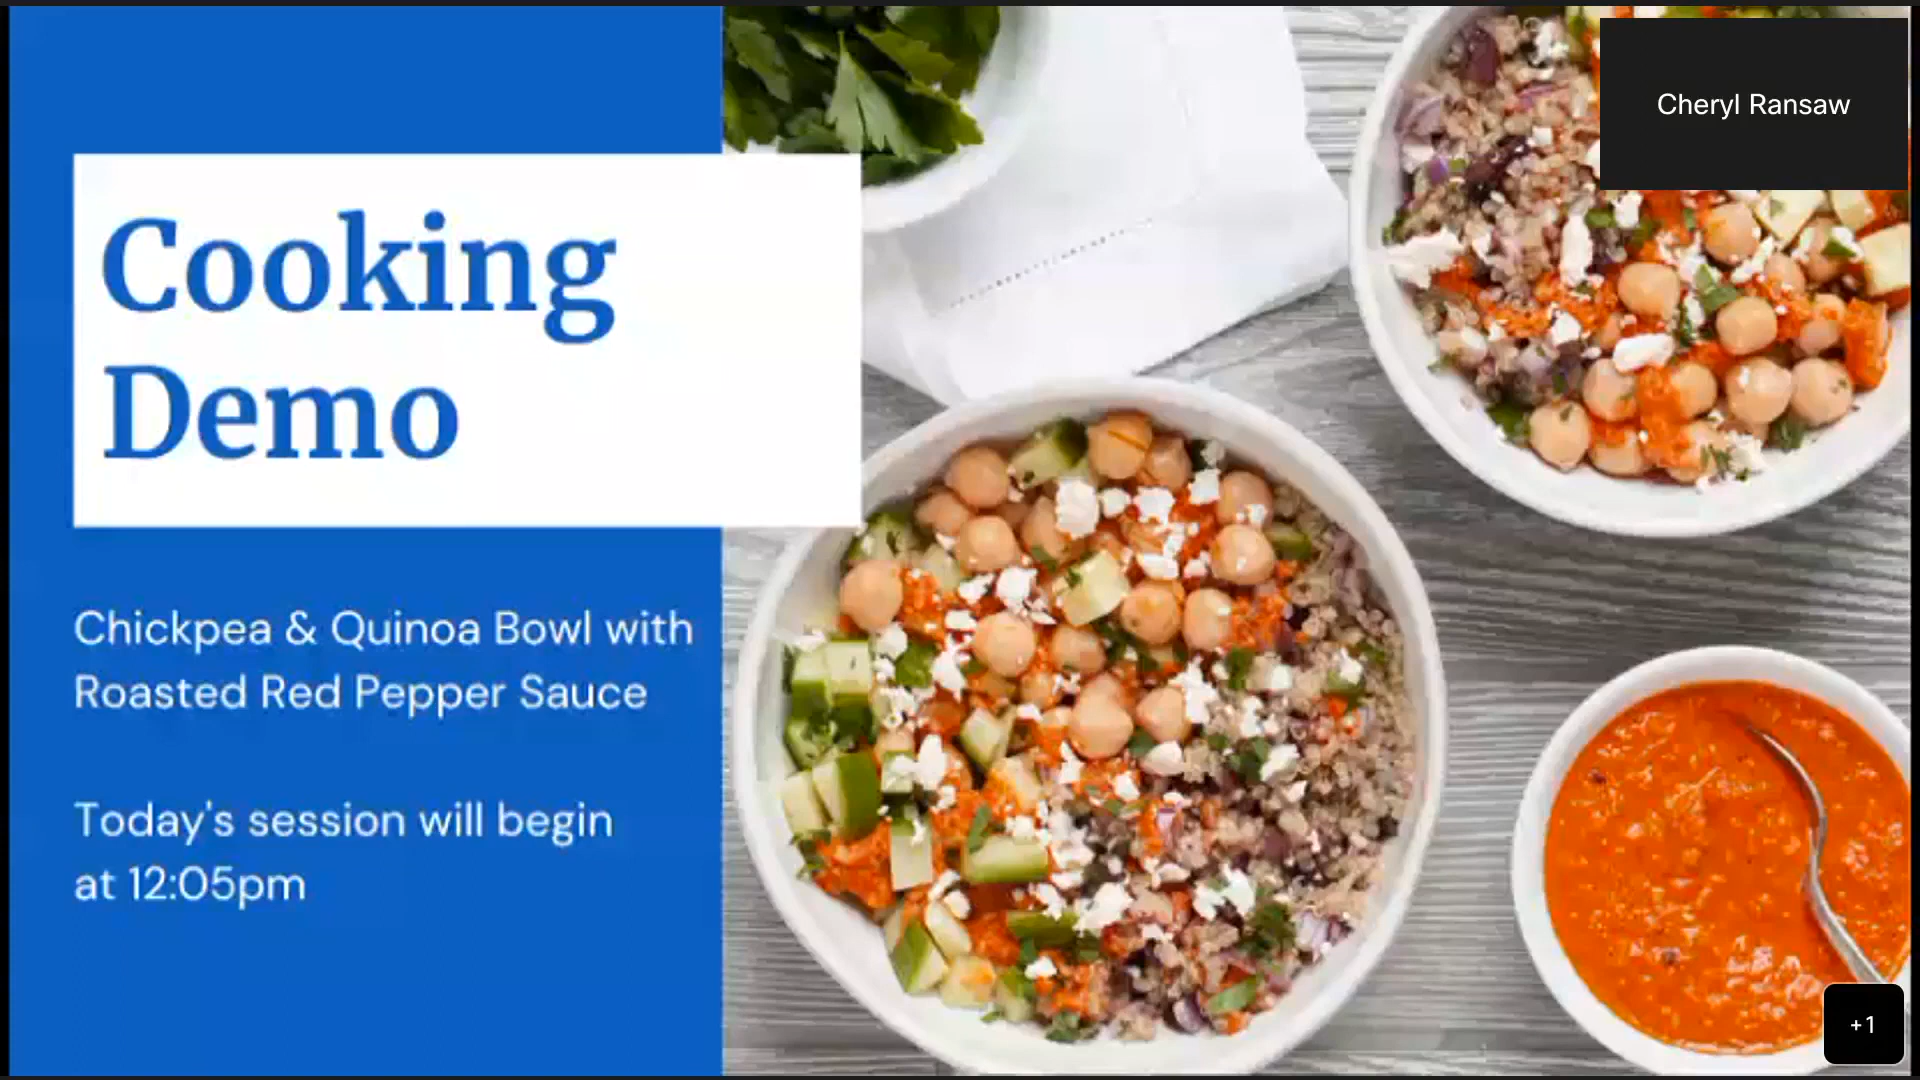 Cheryl Ransaw
Cooking
Demo
Chickpea & Quinoa Bowl with
Roasted Red Pepper Sauce
Today's session will begin
at 12:05pm
+1